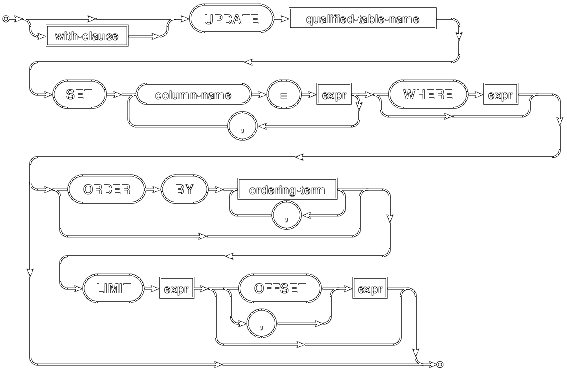 UPDATE qualified-table-name
with-clause
SET column-name = expr WHERE expr
,
ORDER BY ordering-term
,
LIMIT expr OFFSET expr
,